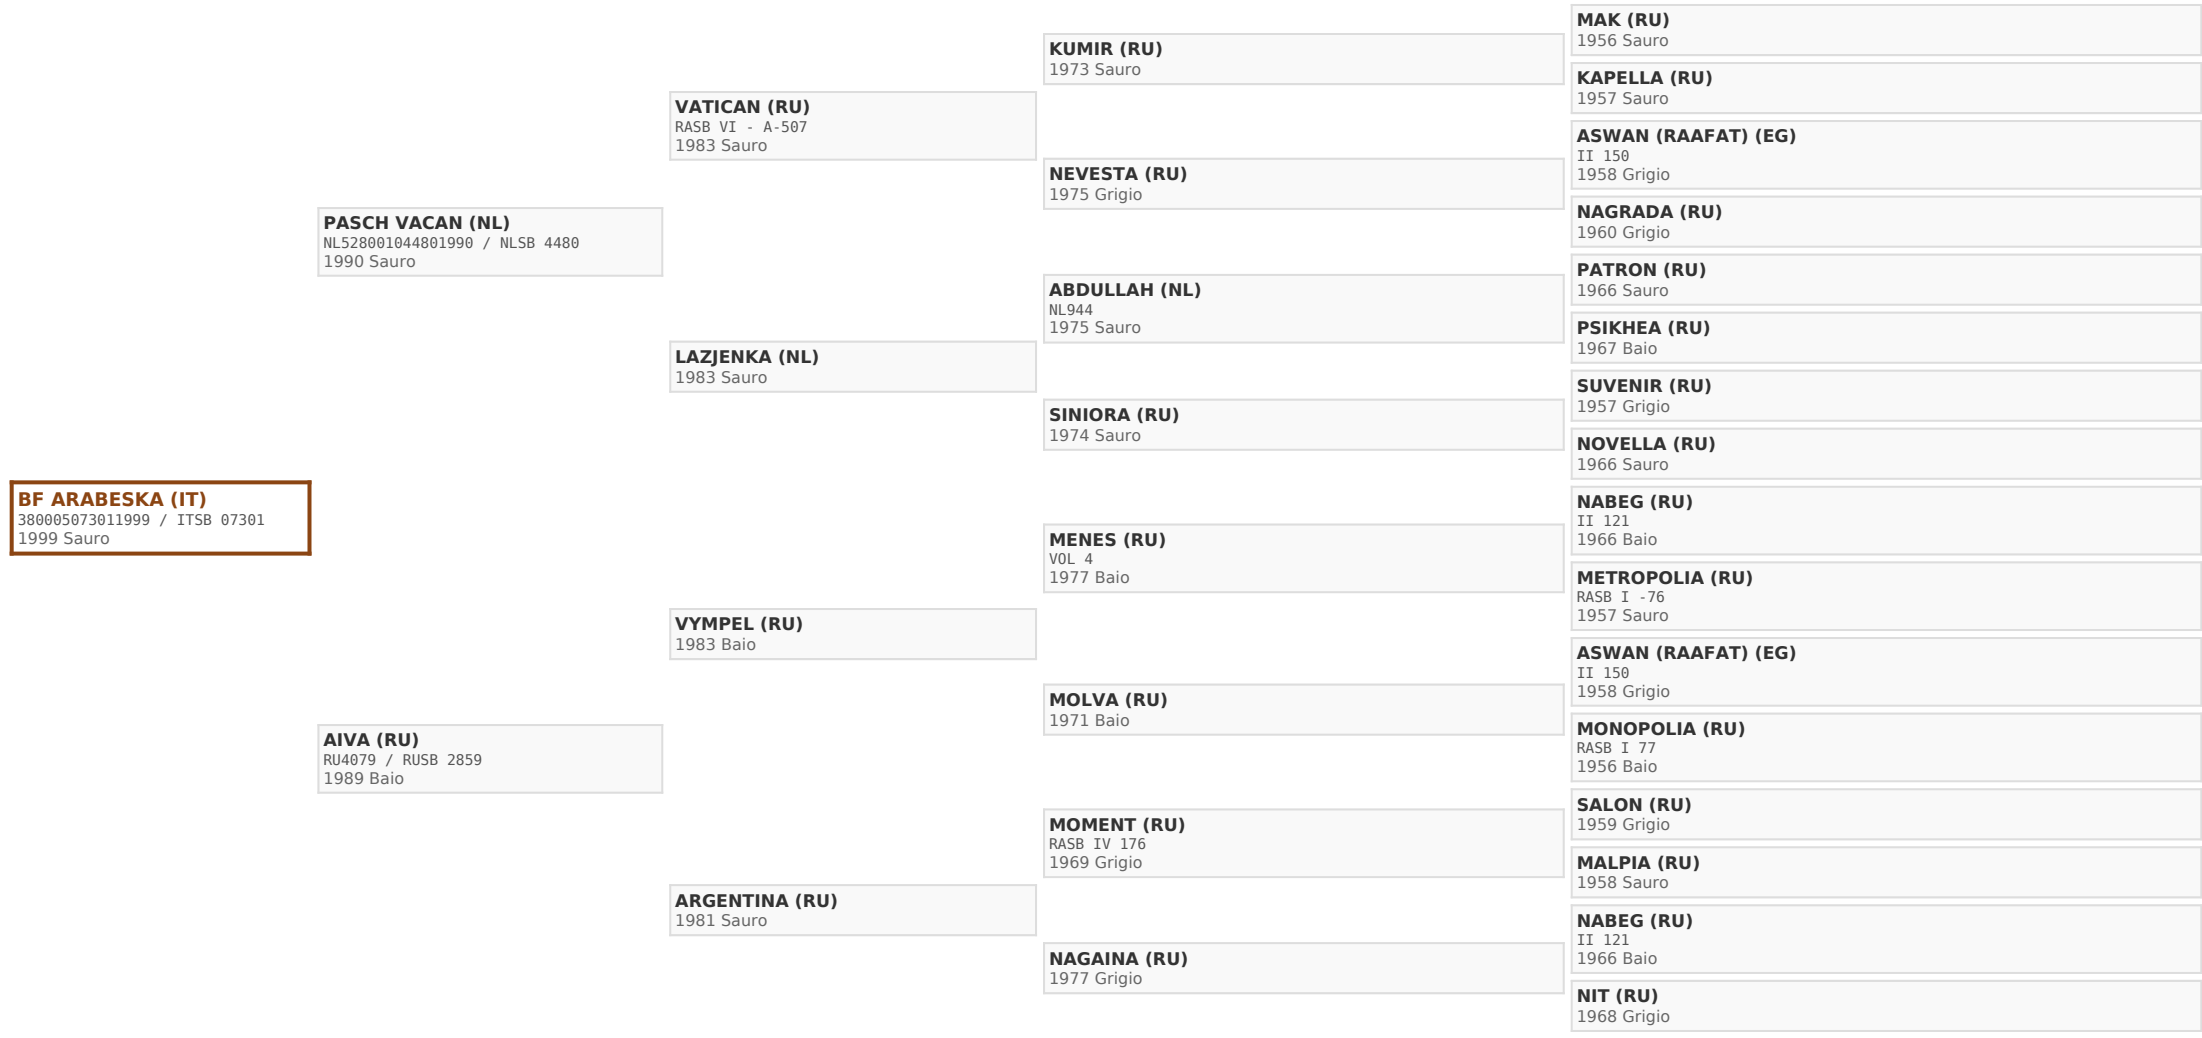 BF ARABESKA (IT)
380005073011999 / ITSB 07301
1999 Sauro
PASCH VACAN (NL)
NL528001044801990 / NLSB 4480
1990 Sauro
AIVA (RU)
RU4079 / RUSB 2859
1989 Baio
VATICAN (RU)
RASB VI - A-507
1983 Sauro
LAZJENKA (NL)
1983 Sauro
VYMPEL (RU)
1983 Baio
ARGENTINA (RU)
1981 Sauro
KUMIR (RU)
1973 Sauro
NEVESTA (RU)
1975 Grigio
ABDULLAH (NL)
NL944
1975 Sauro
SINIORA (RU)
1974 Sauro
MENES (RU)
VOL 4
1977 Baio
MOLVA (RU)
1971 Baio
MOMENT (RU)
RASB IV 176
1969 Grigio
NAGAINA (RU)
1977 Grigio
MAK (RU)
1956 Sauro
KAPELLA (RU)
1957 Sauro
ASWAN (RAAFAT) (EG)
II 150
1958 Grigio
NAGRADA (RU)
1960 Grigio
PATRON (RU)
1966 Sauro
PSIKHEA (RU)
1967 Baio
SUVENIR (RU)
1957 Grigio
NOVELLA (RU)
1966 Sauro
NABEG (RU)
II 121
1966 Baio
METROPOLIA (RU)
RASB I -76
1957 Sauro
ASWAN (RAAFAT) (EG)
II 150
1958 Grigio
MONOPOLIA (RU)
RASB I 77
1956 Baio
SALON (RU)
1959 Grigio
MALPIA (RU)
1958 Sauro
NABEG (RU)
II 121
1966 Baio
NIT (RU)
1968 Grigio